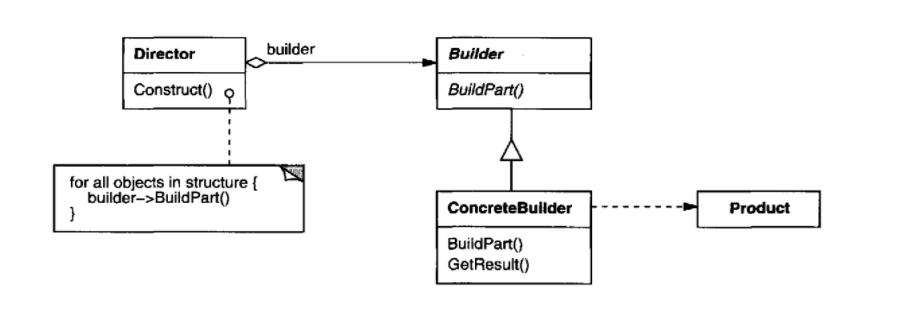 Director
Construct()
builder
Builder
BuildPart()
for all objects in structure {
builder->BuildPart()
}
ConcreteBuilder
BuildPart()
GetResult()
Product